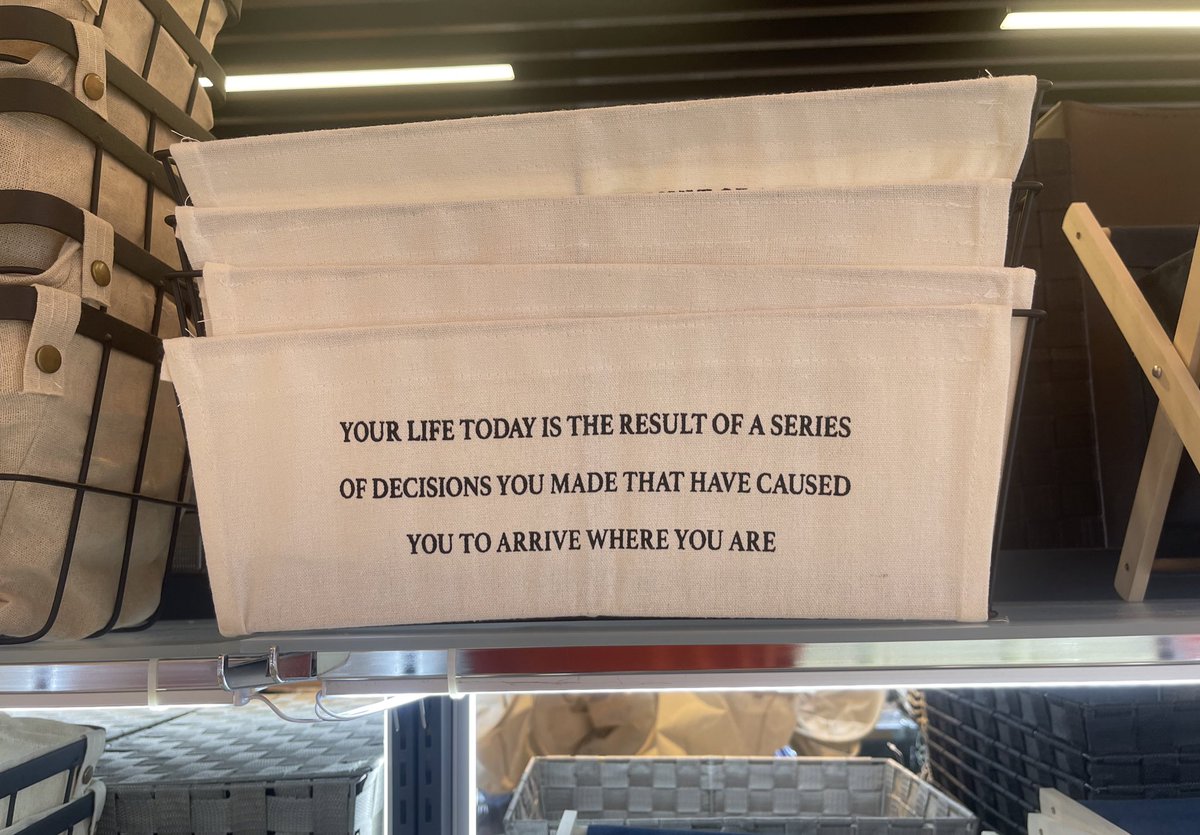 YOUR LIFE TODAY IS THE RESULT OF A SERIES
OF DECISIONS YOU MADE THAT HAVE CAUSED
YOU TO ARRIVE WHERE YOU ARE